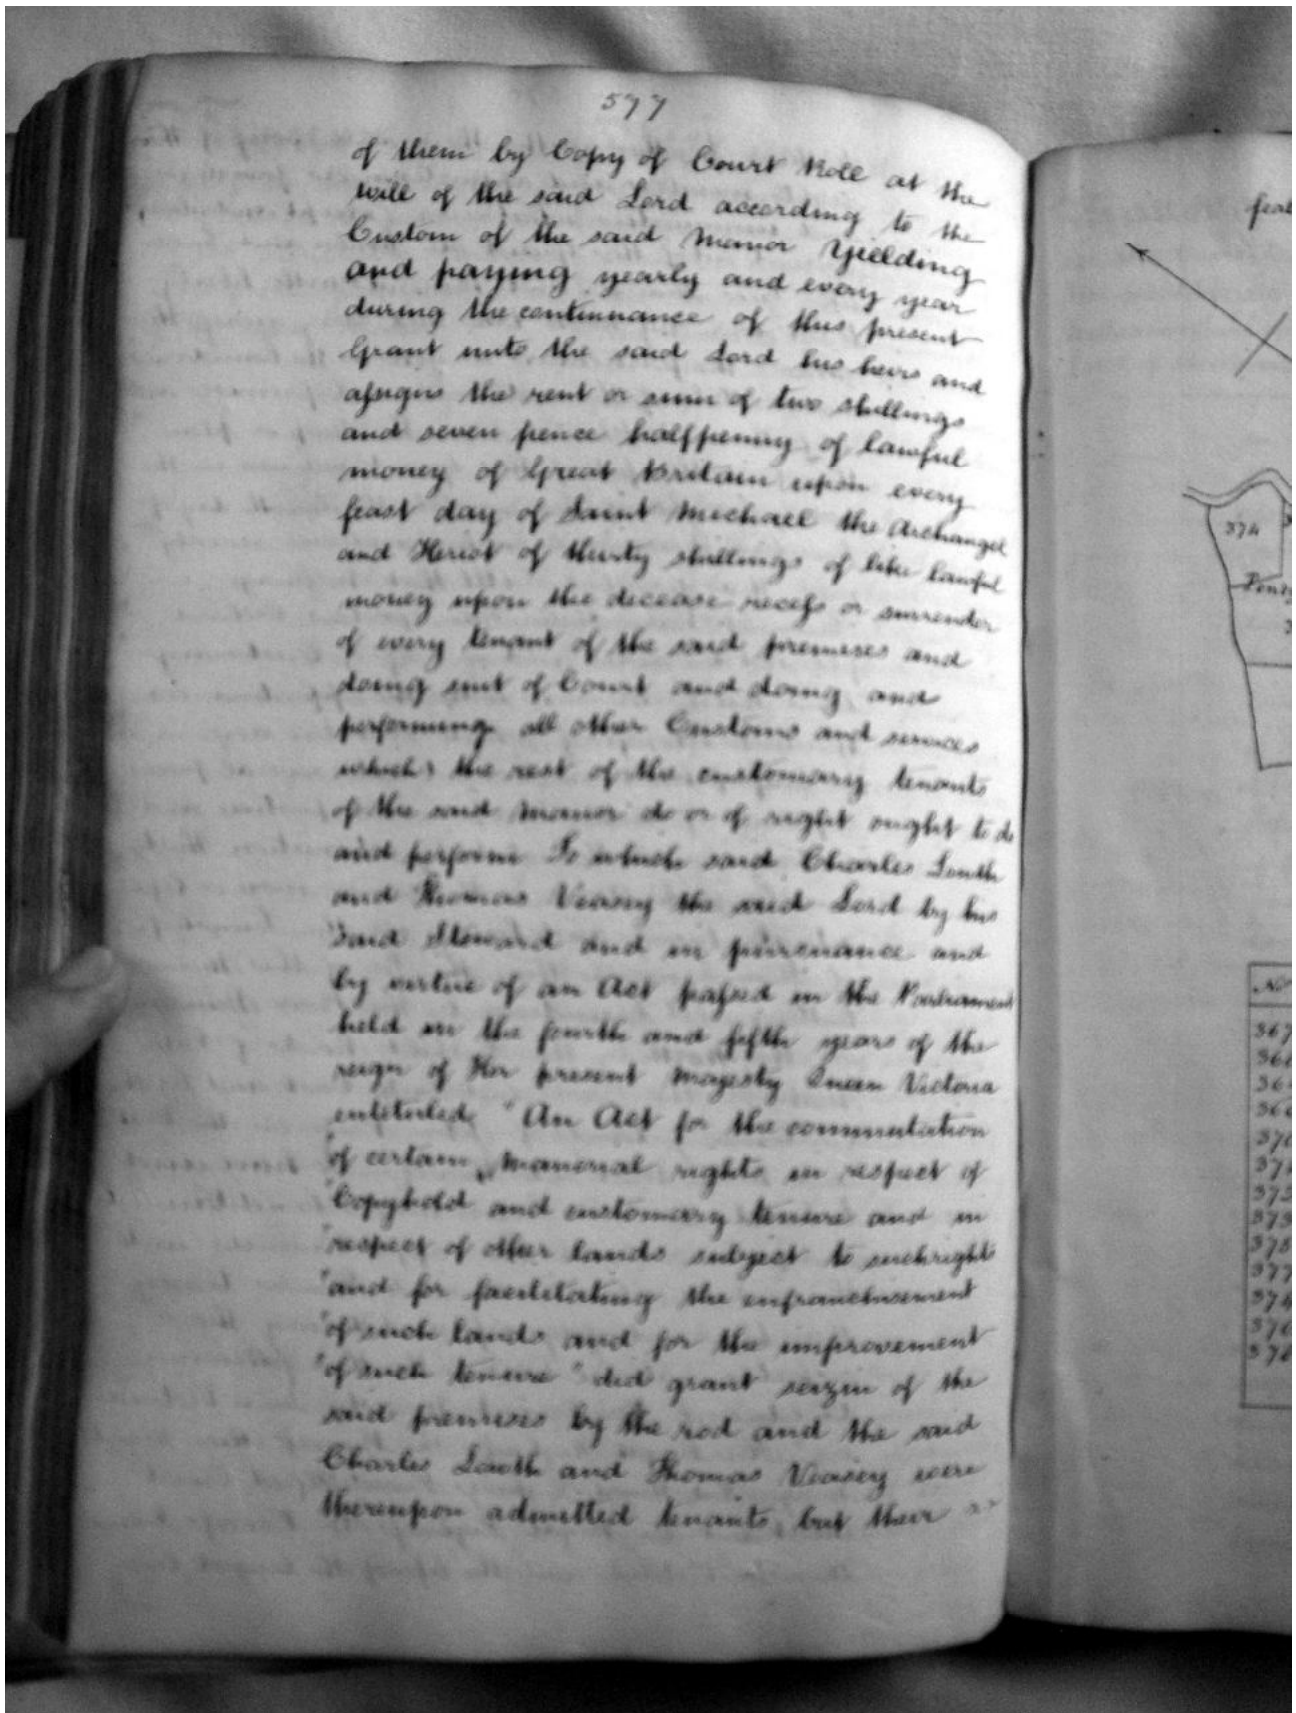 577
of them by Copy of Court Roll at the
will of the said Lord according to the
Custom of the said Manor Yielding
and paying yearly and every year
during the continuance of this present
Grant unto the said Lord his heirs and
assigns the rent or sum of two shillings
and seven pence halfpenny of lawful
money of Great Britain upon every
feast day of Saint Michael the Archangel
and Heriot of thirty shillings of like lawful
money upon the decease recess or surrender
of every tenant of the said premises and
doing suit of Court and doing and
performing all other Customs and services
which the rest of the customary tenants
of the said Manor do or of right ought to do
and perform To which said Charles Louth
and Thomas Veasey the said Lord by his
said Steward and in pursuance and
by virtue of an Act passed in the Parliament
held in the fourth and fifth years of the
reign of Her present Majesty Queen Victoria
intituled "An Act for the commutation
"of certain Manorial rights in respect of
"Copyhold and customary tenure and in
"respect of other lands subject to such rights
"and for facilitating the enfranchisement
"of such lands and for the improvement
"of such tenure" did grant seizin of the
said premises by the rod and the said
Charles Louth and Thomas Veasey were
thereupon admitted tenants but their
feal
374
No
367
370
373
377